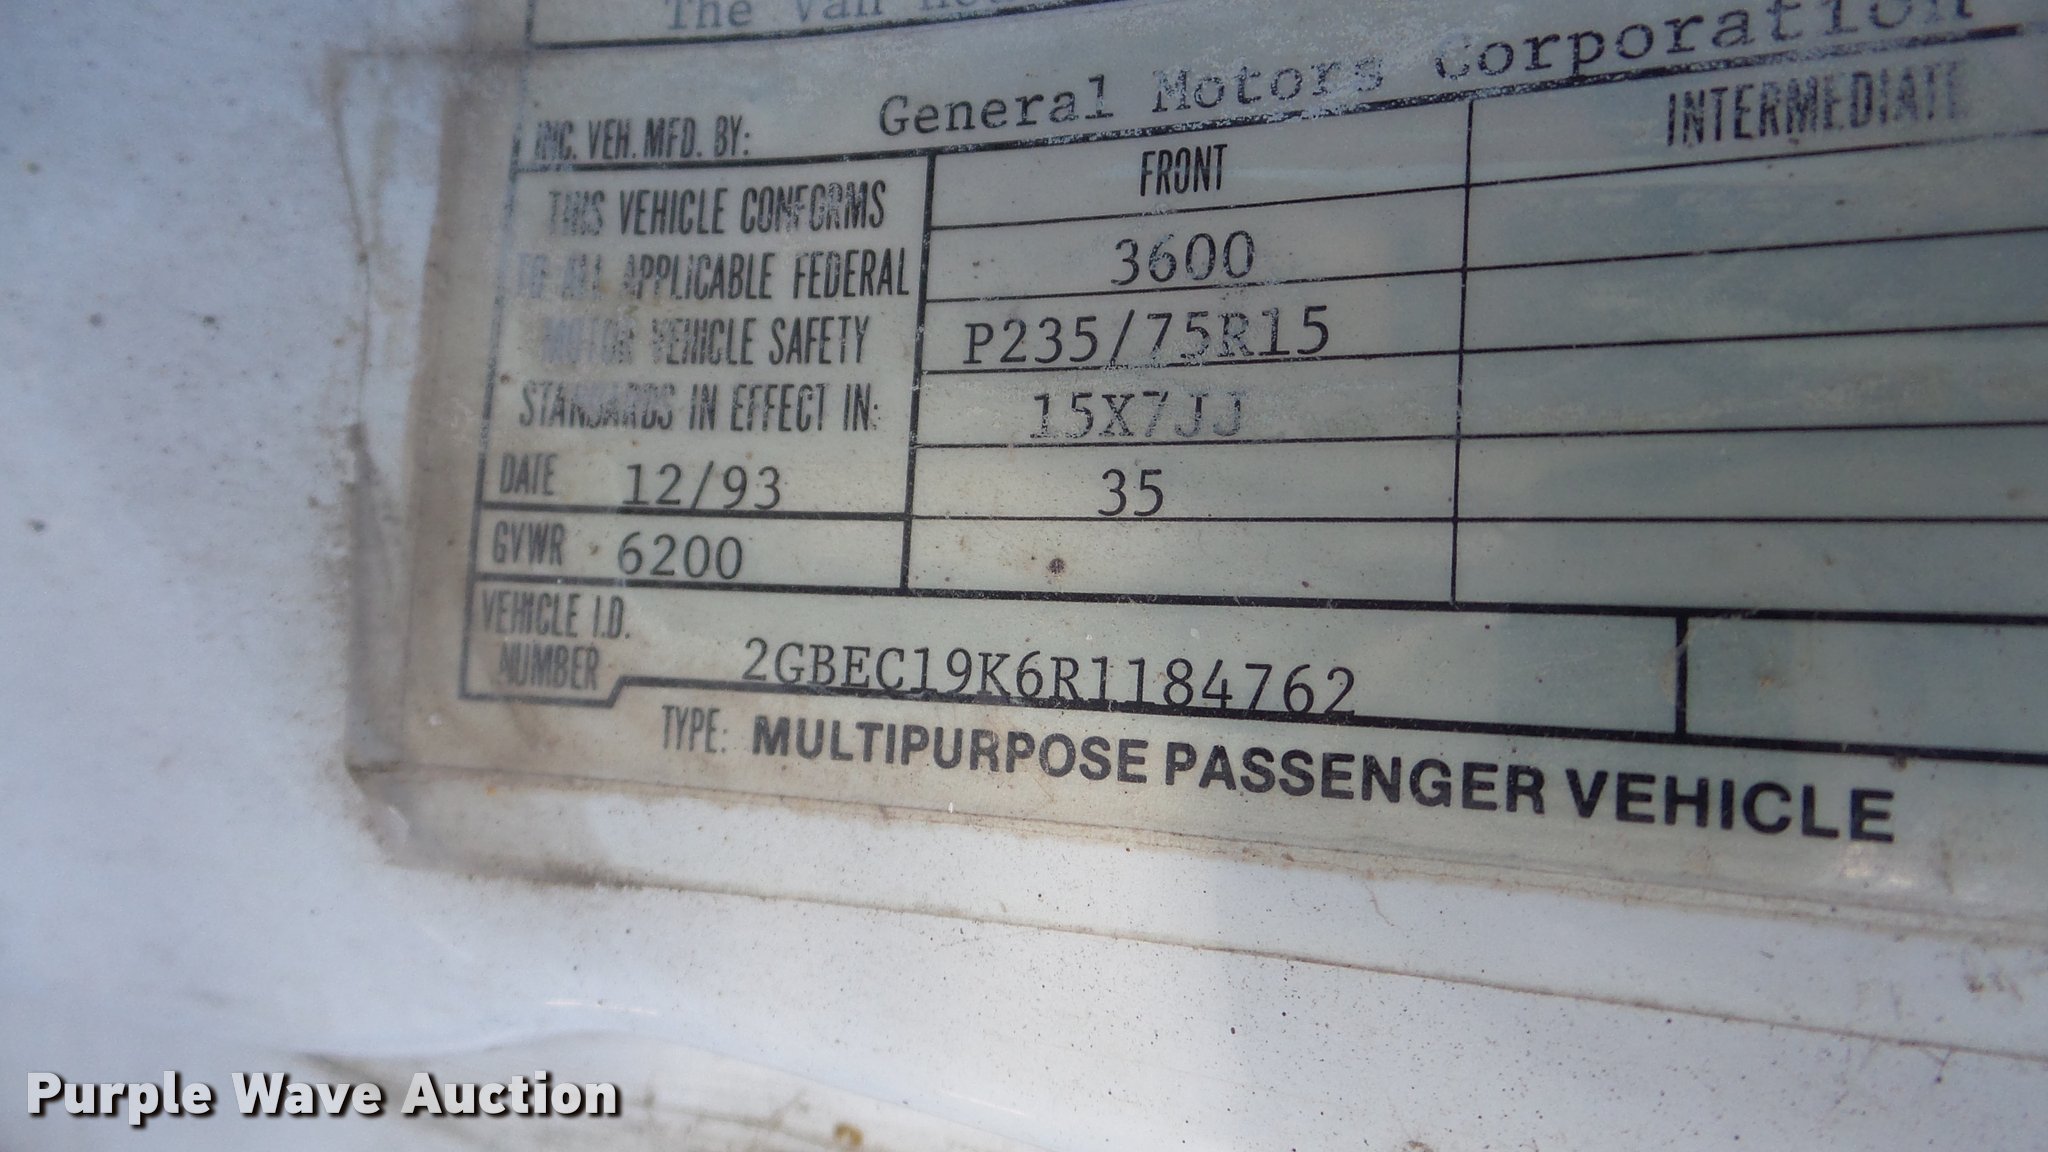 The Van
INC. VEH. MFD. BY: General Motors Corporation
FRONT INTERMEDIATE
THIS VEHICLE CONFORMS
TO ALL APPLICABLE FEDERAL
MOTOR VEHICLE SAFETY
STANDARDS IN EFFECT IN:
3600
P235/75R15
15X7JJ
35
DATE 12/93
GVWR 6200
VEHICLE I.D.
NUMBER 2GBEC19K6R1184762
TYPE: MULTIPURPOSE PASSENGER VEHICLE
Purple Wave Auction